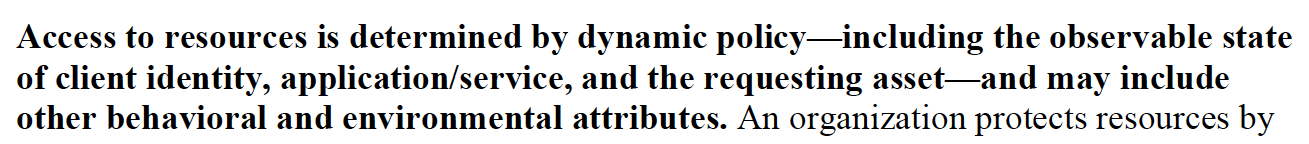 Access to resources is determined by dynamic policy—including the observable state
of client identity, application/service, and the requesting asset—and may include
other behavioral and environmental attributes. An organization protects resources by